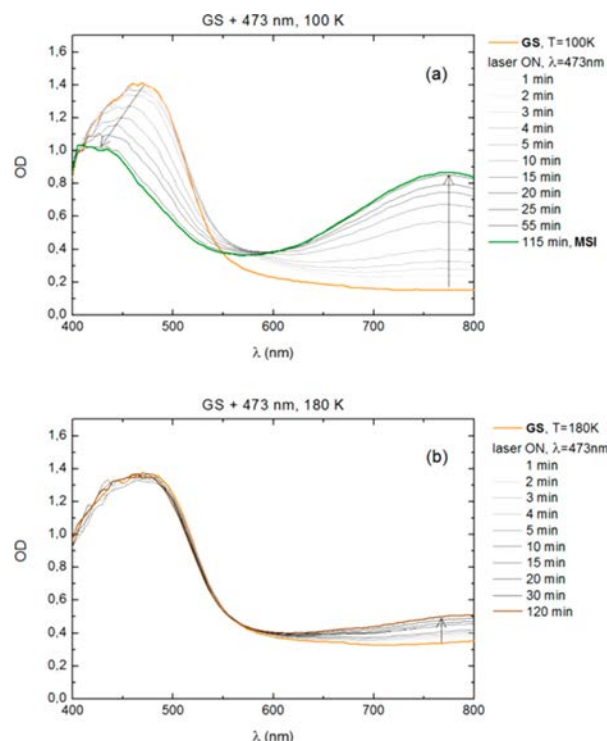 GS + 473 nm, 100 K
1,6
1,4
1,2
1,0
0,8
0,6
0,4
0,2
0,0
OD
(a)
400 500 600 700 800
λ (nm)
GS, T=100K
laser ON, λ=473nm
1 min
2 min
3 min
4 min
5 min
10 min
15 min
20 min
25 min
55 min
115 min, MSI
GS + 473 nm, 180 K
1,6
1,4
1,2
1,0
0,8
0,6
0,4
0,2
0,0
OD
(b)
400 500 600 700 800
λ (nm)
GS, T=180K
laser ON, λ=473nm
1 min
2 min
3 min
4 min
5 min
10 min
15 min
20 min
30 min
120 min